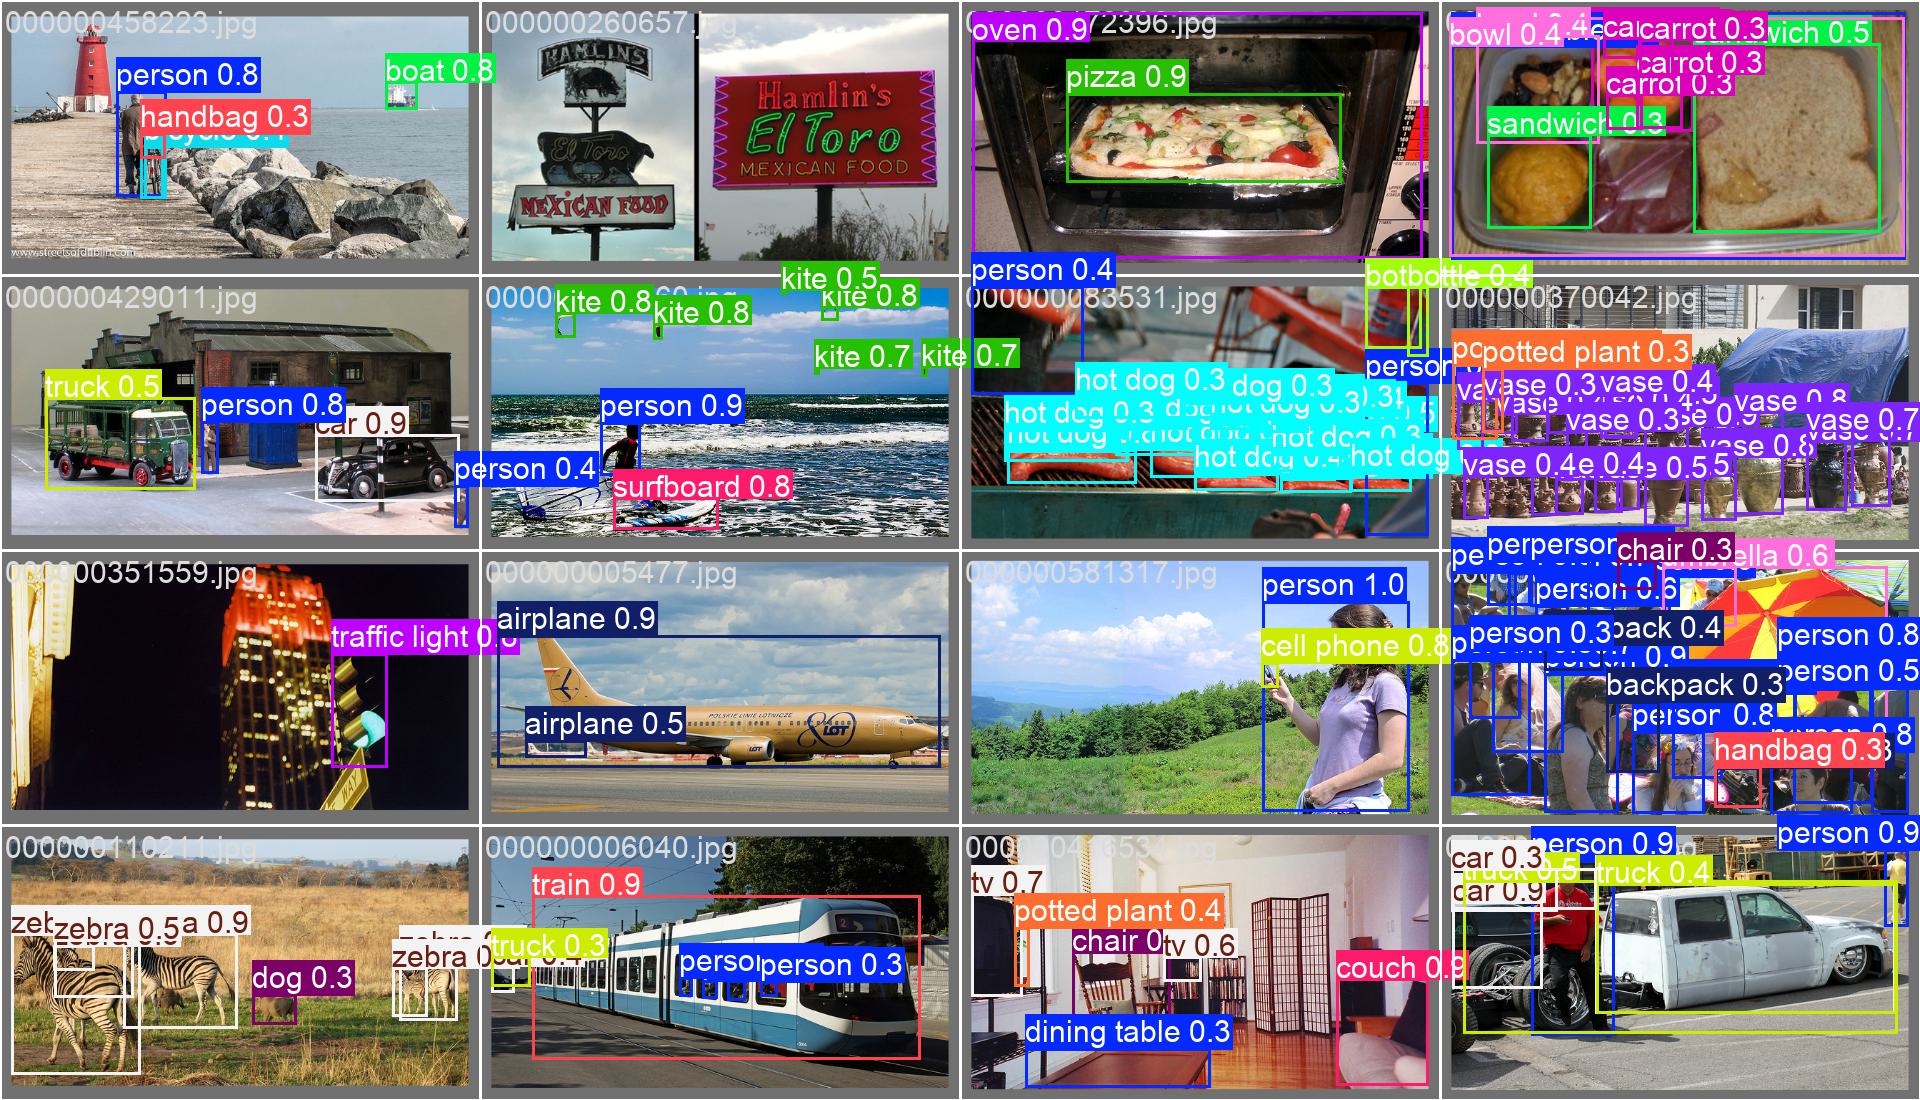 000000458223.jpg
person 0.8
boat 0.8
handbag 0.3
www.streetsofdublin.com
000000260657.jpg
HAMLIN'S
El Toro
MEXICAN FOOD
Hamlin's
El Toro
MEXICAN FOOD
oven 0.9
72396.jpg
pizza 0.9
bowl 0.4
carrot 0.3
sandwich 0.5
carrot 0.3
carrot 0.3
sandwich 0.3
000000429011.jpg
truck 0.5
person 0.8
car 0.9
person 0.4
kite 0.5
kite 0.8
kite 0.8
kite 0.8
kite 0.7
kite 0.7
person 0.9
surfboard 0.8
person 0.4
000000083531.jpg
bottle 0.4
person
hot dog 0.3
dog 0.3
hot dog 0.3
hot dog 0.3
hot dog 0.4
hot dog
000000370042.jpg
potted plant 0.3
vase 0.3
vase 0.4
vase 0.8
vase 0.3
vase 0.7
vase 0.8
vase 0.4
000000351559.jpg
traffic light 0.8
000000005477.jpg
airplane 0.9
airplane 0.5
POLSKIE LINIE LOTNICZE
LOT
LOT
000000581317.jpg
person 1.0
cell phone 0.8
person
chair 0.3
umbrella 0.6
person 0.6
person 0.3
backpack 0.4
person 0.8
person 0.9
person 0.5
backpack 0.3
person 0.8
handbag 0.3
000000110211.jpg
zebra 0.5
a 0.9
dog 0.3
zebra 0
000000006040.jpg
train 0.9
truck 0.3
person
person 0.3
2
000000416534.jpg
tv 0.7
potted plant 0.4
chair 0
tv 0.6
couch 0.9
dining table 0.3
person 0.9
person 0.9
car 0.3
truck 0.5
truck 0.4
car 0.9